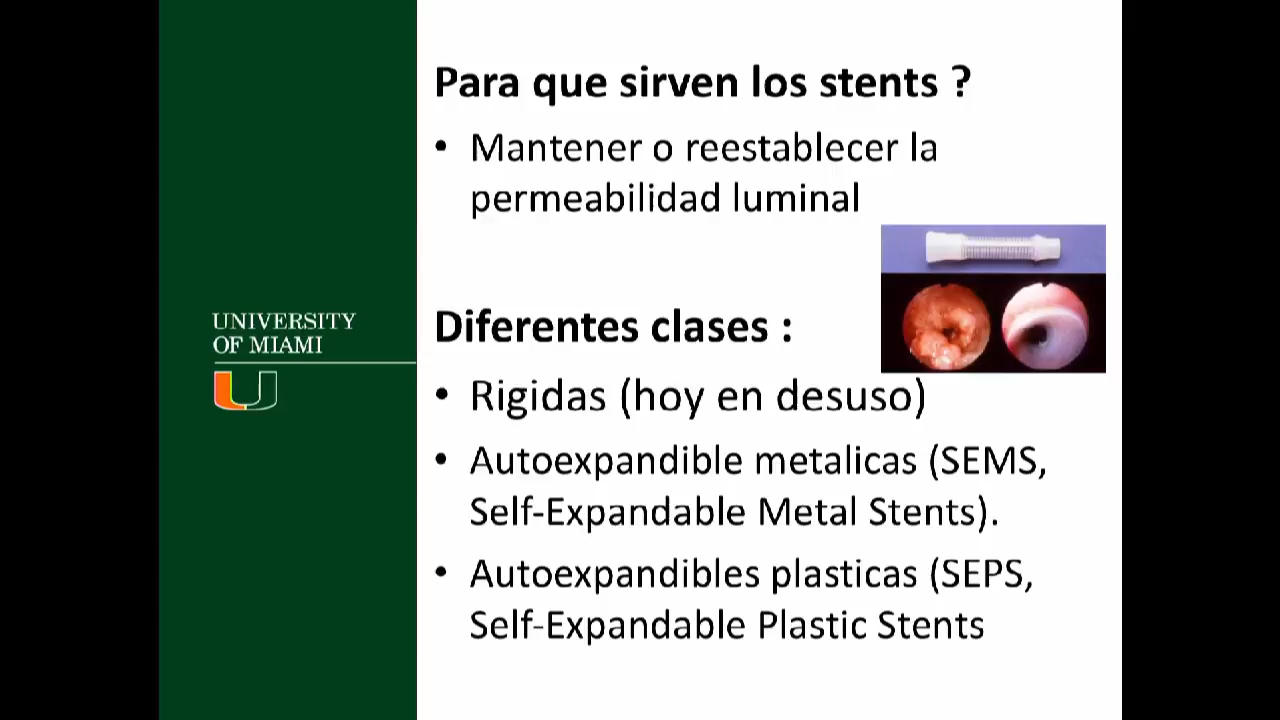 Para que sirven los stents ?
• Mantener o reestablecer la
permeabilidad luminal
UNIVERSITY
OF MIAMI
Diferentes clases :
• Rigidas (hoy en desuso)
• Autoexpandible metalicas (SEMS,
Self-Expandable Metal Stents).
• Autoexpandibles plasticas (SEPS,
Self-Expandable Plastic Stents